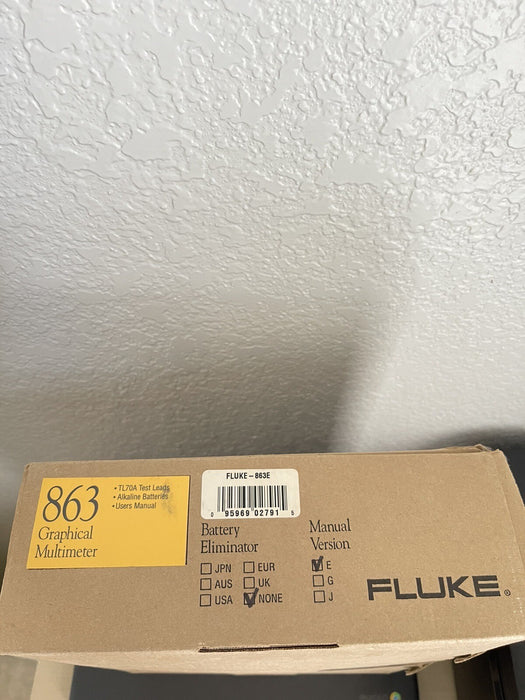 863
Graphical
Multimeter
• TL70A Test Leads
• Alkaline Batteries
• Users Manual
FLUKE – 863E
0 95969 02791 5
Battery
Eliminator
JPN EUR
AUS UK
USA NONE
Manual
Version
E
G
J
FLUKE®